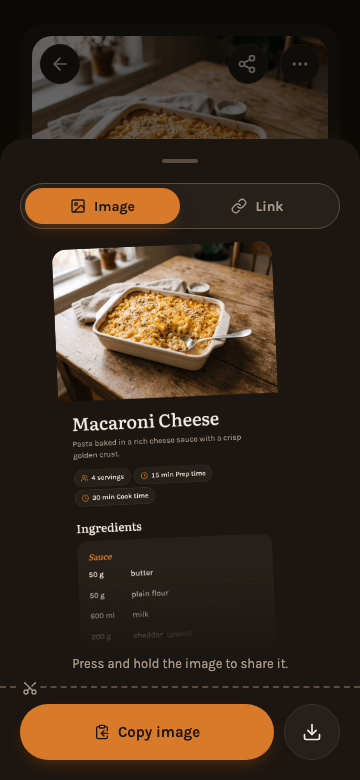 Image
Link
Macaroni Cheese
Pasta baked in a rich cheese sauce with a crisp
golden crust.
4 servings
15 min Prep time
30 min Cook time
Ingredients
Sauce
50 g butter
50 g plain flour
600 ml milk
200 g cheddar (grated)
Press and hold the image to share it.
Copy image